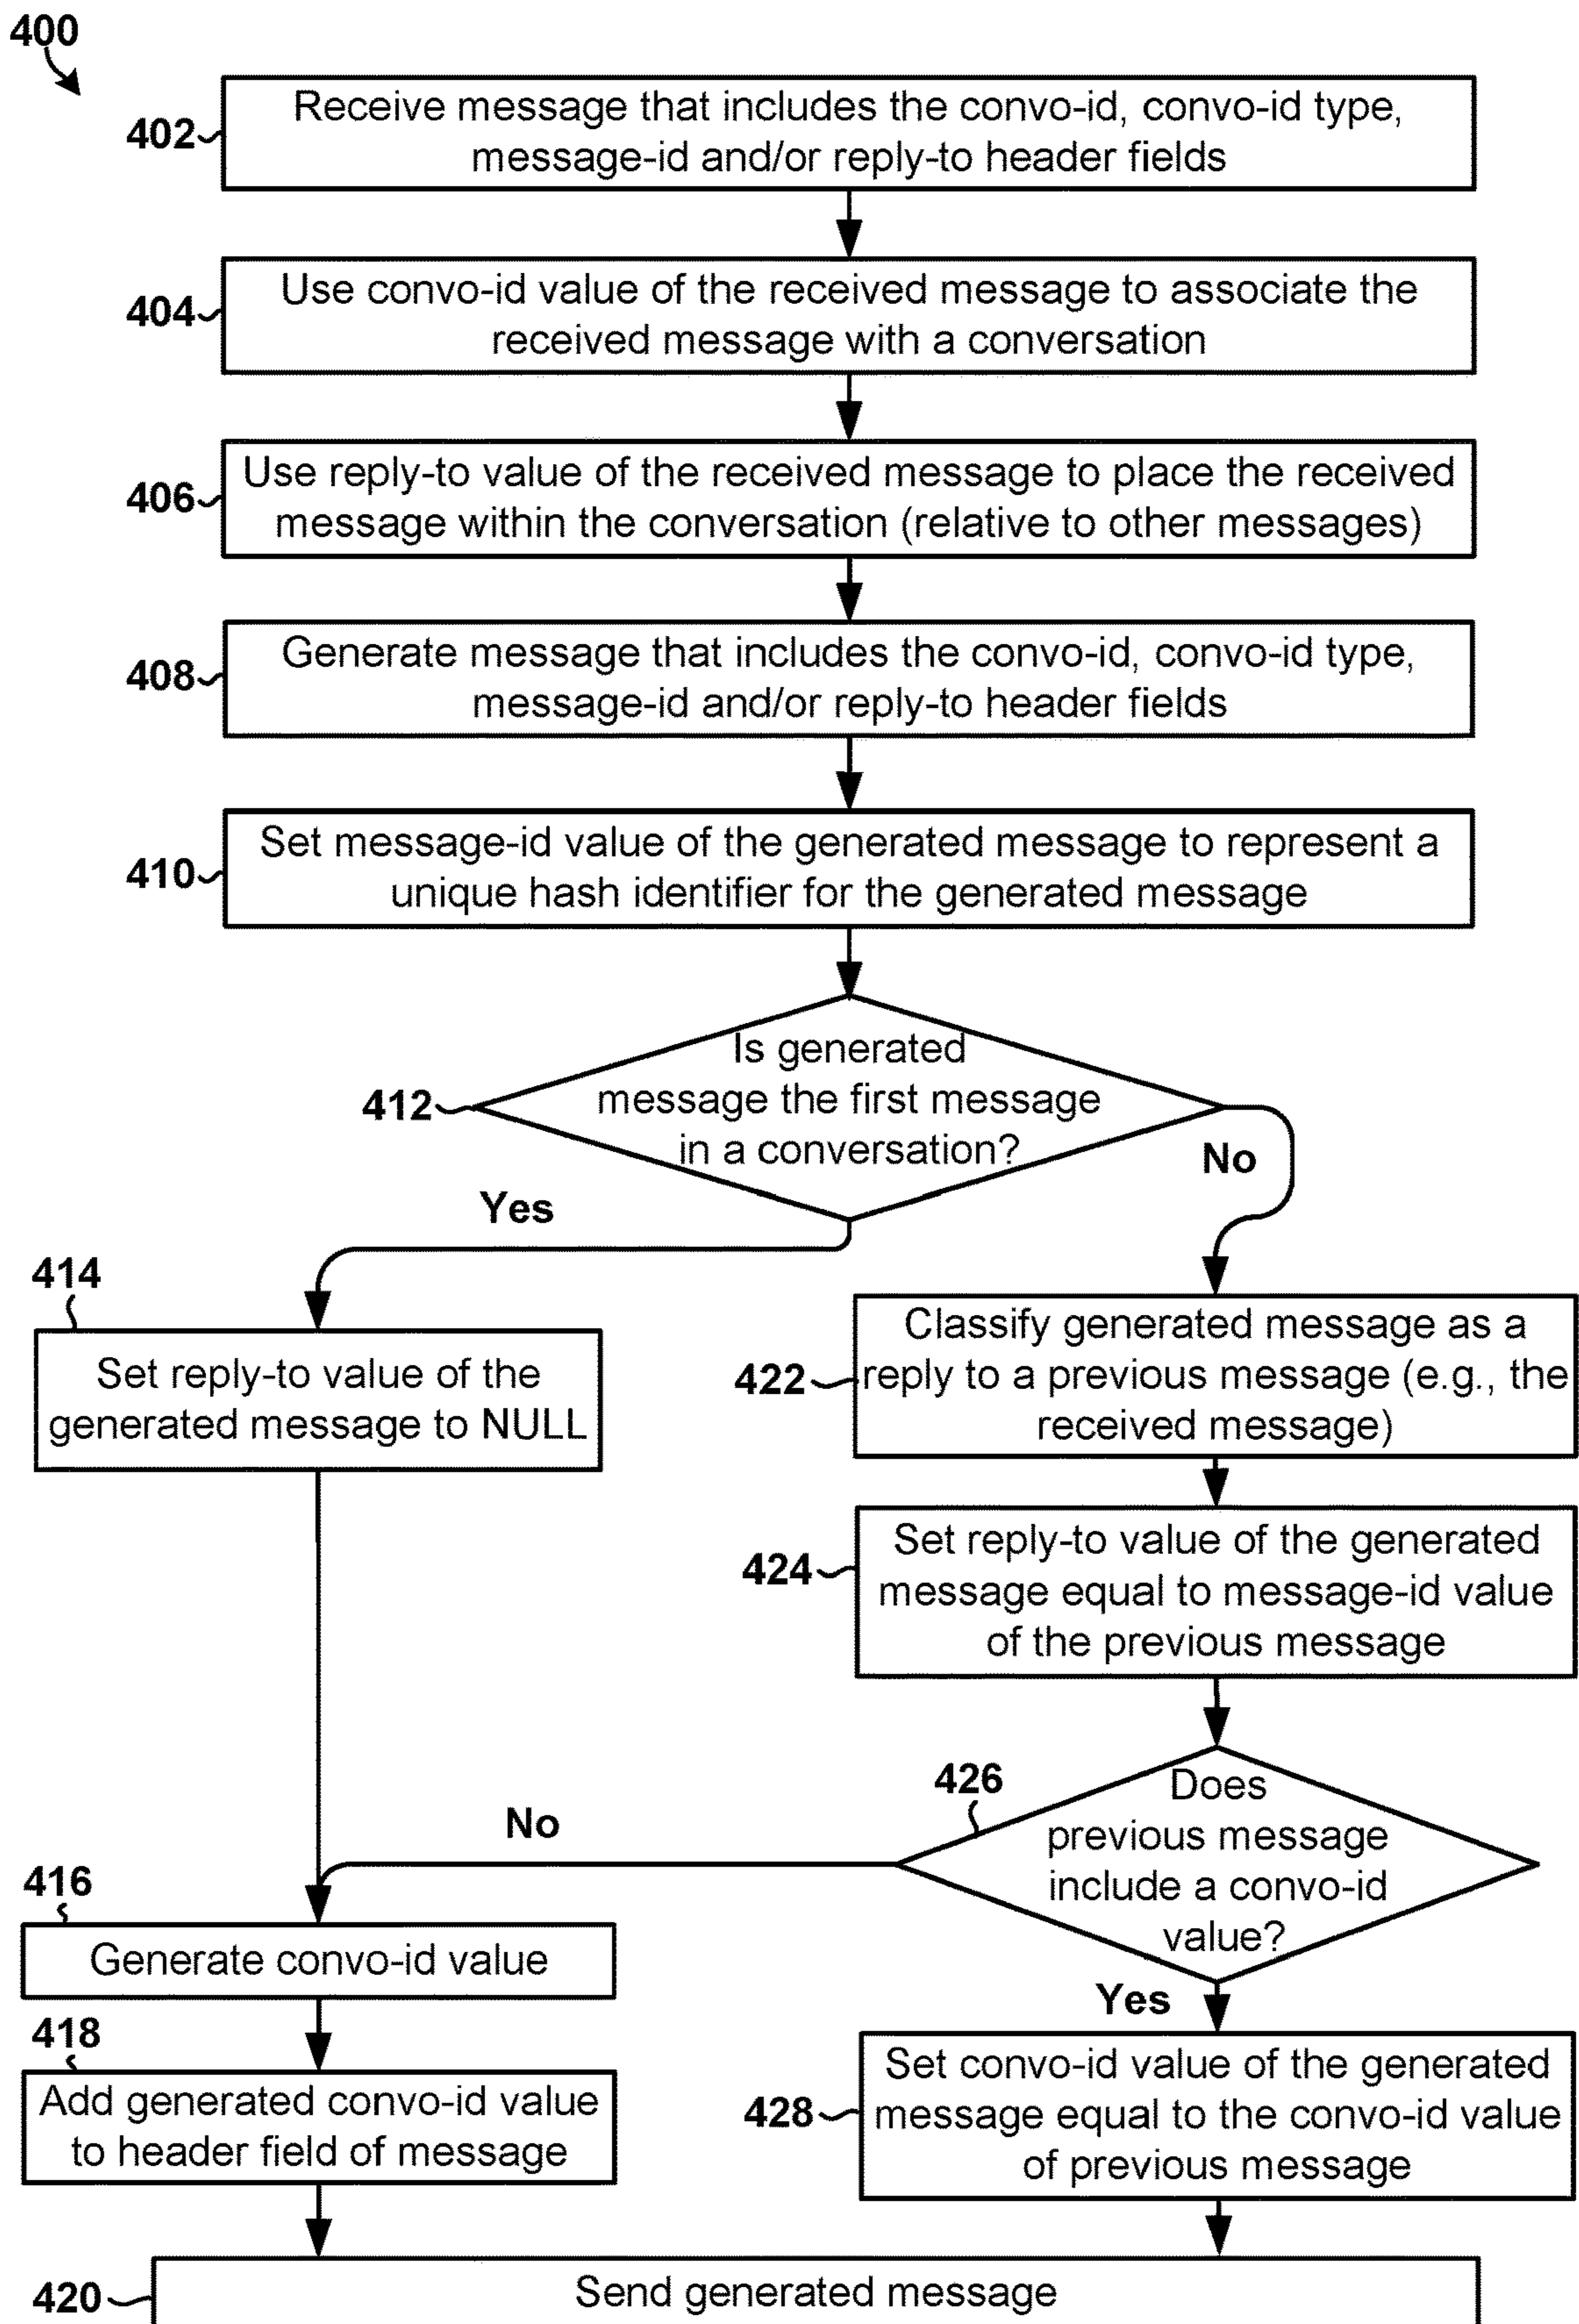 400
402
Receive message that includes the convo-id, convo-id type,
message-id and/or reply-to header fields
404
Use convo-id value of the received message to associate the
received message with a conversation
406
Use reply-to value of the received message to place the received
message within the conversation (relative to other messages)
408
Generate message that includes the convo-id, convo-id type,
message-id and/or reply-to header fields
410
Set message-id value of the generated message to represent a
unique hash identifier for the generated message
412
Is generated
message the first message
in a conversation?
Yes
No
414
Set reply-to value of the
generated message to NULL
422
Classify generated message as a
reply to a previous message (e.g., the
received message)
424
Set reply-to value of the generated
message equal to message-id value
of the previous message
426
Does
previous message
include a convo-id
value?
No
Yes
416
Generate convo-id value
418
Add generated convo-id value
to header field of message
428
Set convo-id value of the generated
message equal to the convo-id value
of previous message
420
Send generated message